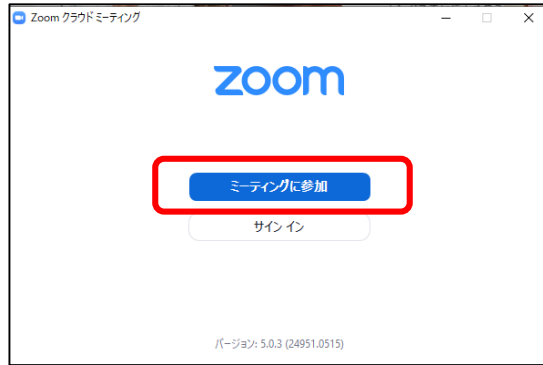 Zoom クラウド ミーティング
zoom
ミーティングに参加
サイン イン
バージョン: 5.0.3 (24951.0515)